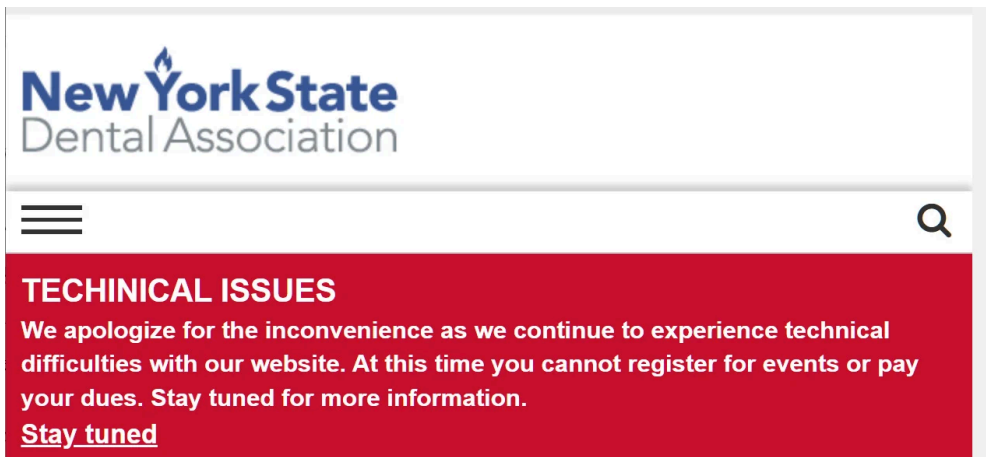 New York State
Dental Association
TECHINICAL ISSUES
We apologize for the inconvenience as we continue to experience technical
difficulties with our website. At this time you cannot register for events or pay
your dues. Stay tuned for more information.
Stay tuned